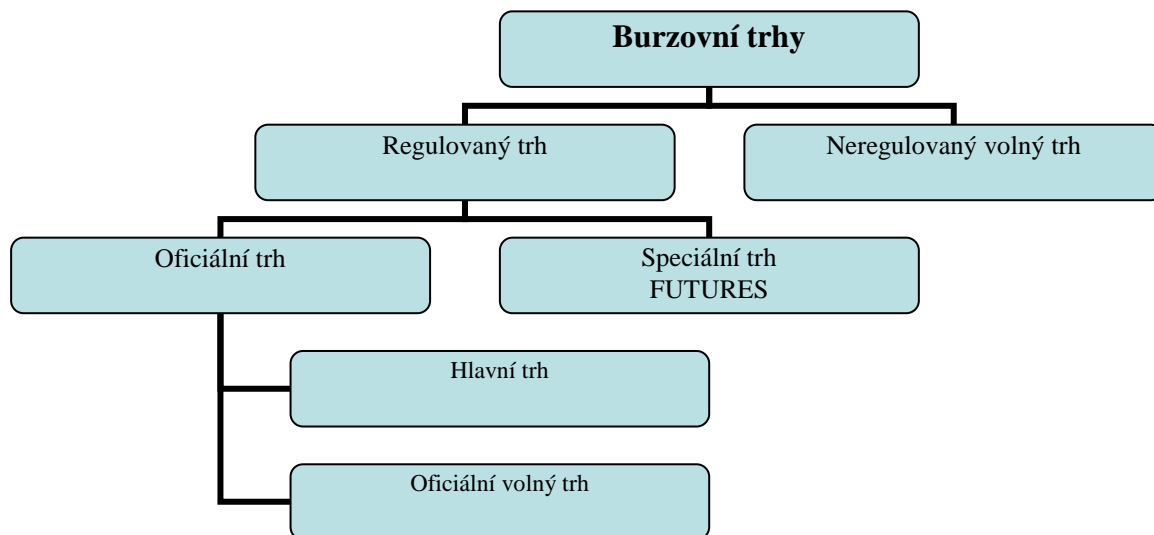 Burzovní trhy
Regulovaný trh
Neregulovaný volný trh
Oficiální trh
Speciální trh
FUTURES
Hlavní trh
Oficiální volný trh